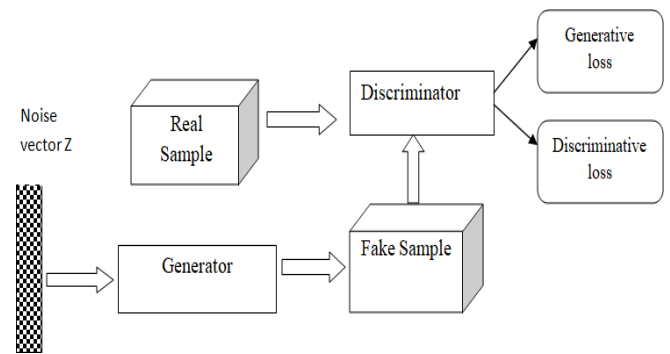 Noise
vector Z
Real
Sample
Discriminator
Generative
loss
Discriminative
loss
Generator
Fake Sample